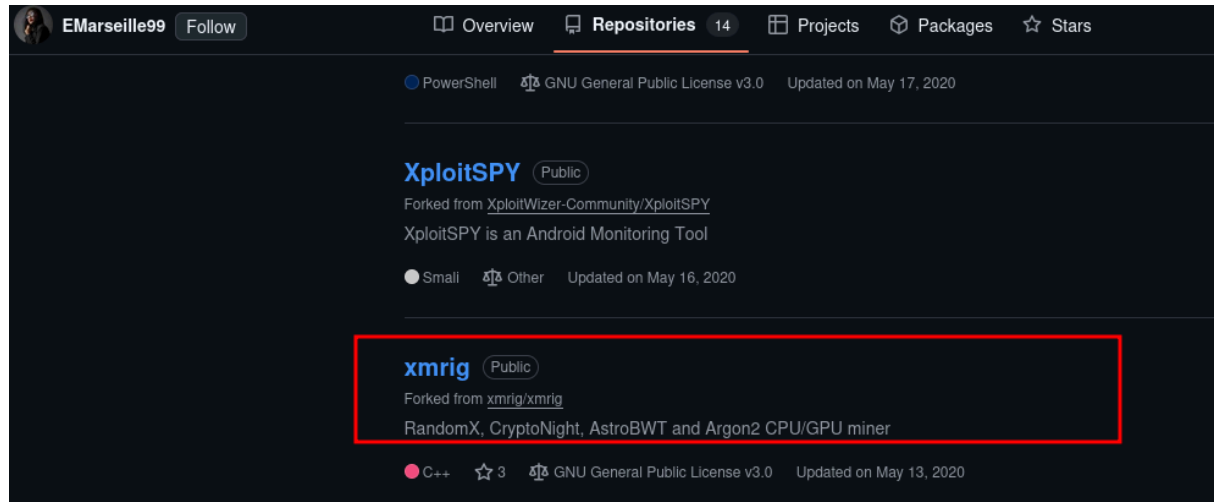 EMarseille99 Follow Overview Repositories 14 Projects Packages Stars
PowerShell GNU General Public License v3.0 Updated on May 17, 2020
XploitSPY Public
Forked from XploitWizer-Community/XploitSPY
XploitSPY is an Android Monitoring Tool
Smali Other Updated on May 16, 2020
xmrig Public
Forked from xmrig/xmrig
RandomX, CryptoNight, AstroBWT and Argon2 CPU/GPU miner
C++ 3 GNU General Public License v3.0 Updated on May 13, 2020